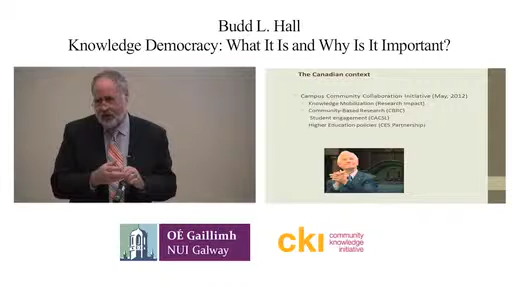 Budd L. Hall
Knowledge Democracy: What It Is and Why Is It Important?
The Canadian context
Campus Community Collaboration Initiative (May, 2012)
Knowledge Mobilization (Research Impact)
Community-Based Research (CBRC)
Student engagement (CACSL)
Higher Education policies (CES Partnership)
OÉ Gaillimh
NUI Galway
cki community
knowledge
initiative